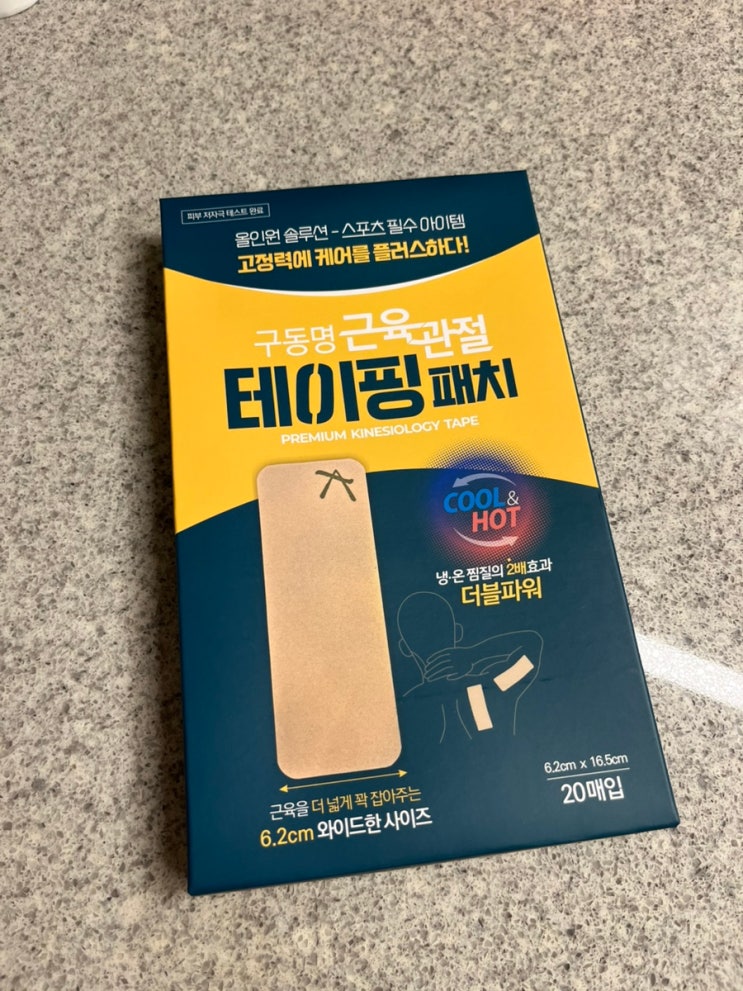 피부 저자극 테스트 완료
올인원 솔루션 - 스포츠 필수 아이템
고정력에 케어를 플러스하다!
구동명 근육관절
테이핑 패치
PREMIUM KINESIOLOGY TAPE
COOL &
HOT
냉·온 찜질의 2배효과
더블파워
근육을 더 넓게 꽉 잡아주는
6.2cm 와이드한 사이즈
6.2cm x 16.5cm
20매입